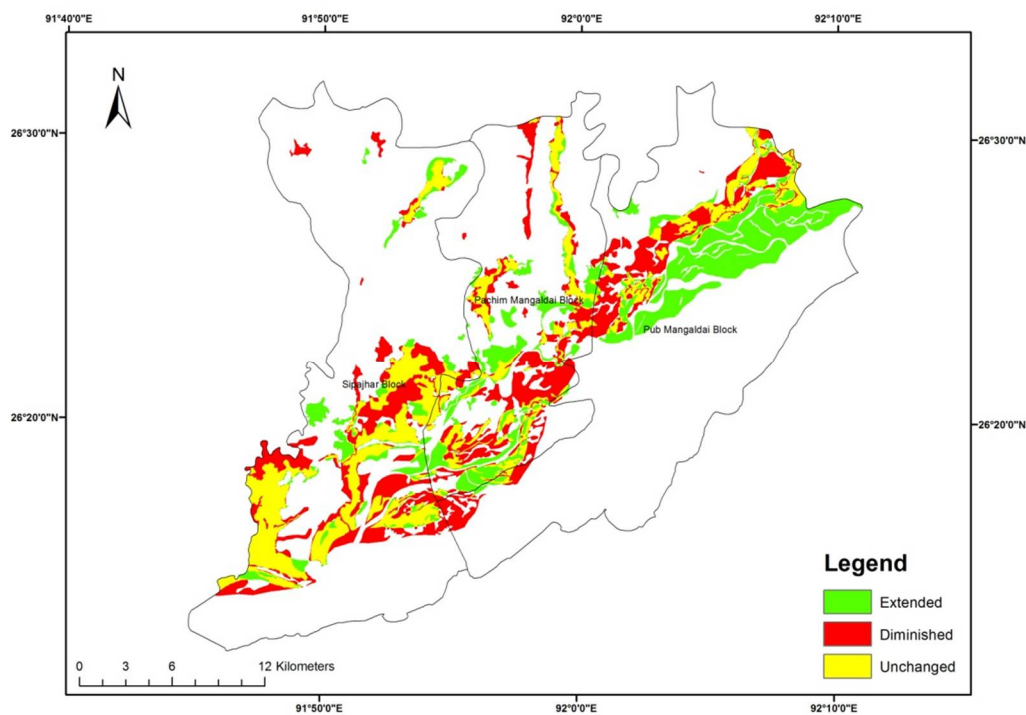 91°40'0"E 91°50'0"E 92°0'0"E 92°10'0"E
N
26°30'0"N 26°30'0"N
Pachim Mangaldai Block
Pub Mangaldai Block
Sipajhar Block
26°20'0"N 26°20'0"N
Legend
Extended
Diminished
Unchanged
0 3 6 12 Kilometers
91°50'0"E 92°0'0"E 92°10'0"E